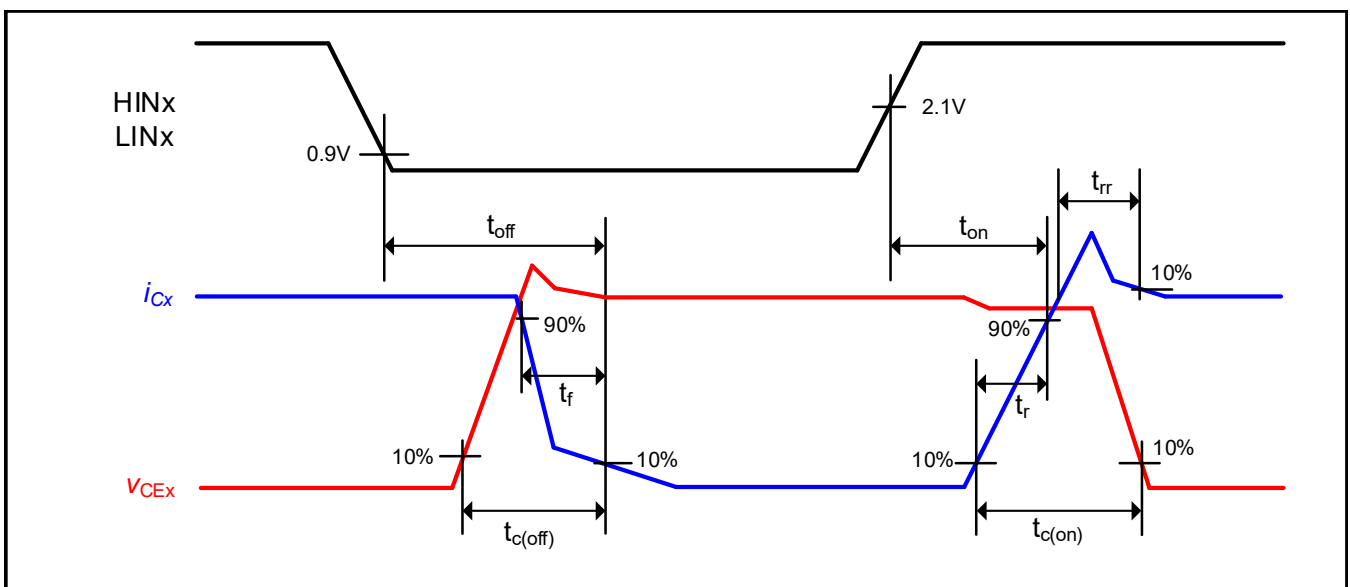 HINx
LINx
0.9V
2.1V
trr
toff
ton
iCx
10%
90%
90%
tf
tr
10%
10%
10%
10%
vCEx
tc(off)
tc(on)